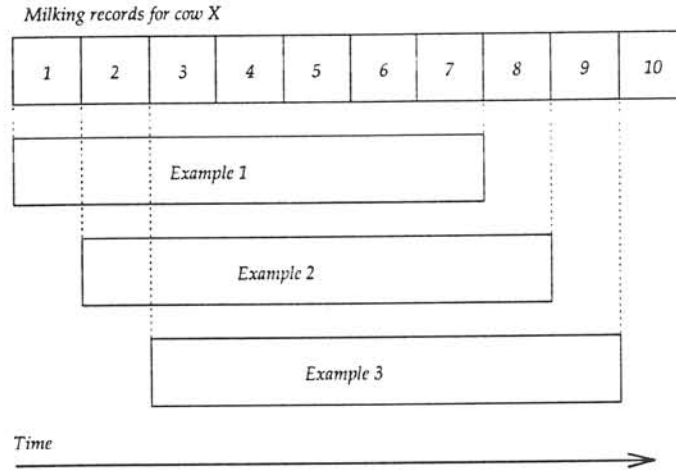 Milking records for cow X
1 2 3 4 5 6 7 8 9 10
Example 1
Example 2
Example 3
Time